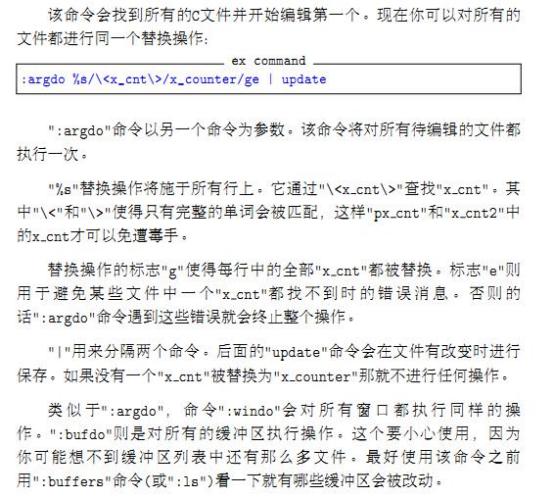 该命令会找到所有的C文件并开始编辑第一个。现在你可以对所有的
文件都进行同一个替换操作:
ex command
:argdo %s/\<x_cnt\>/x_counter/ge | update
":argdo"命令以另一个命令为参数。该命令将对所有待编辑的文件都
执行一次。
"%s"替换操作将施于所有行上。它通过"\<x_cnt\>"查找"x_cnt"。其
中"\<"和"\>"使得只有完整的单词会被匹配, 这样"px_cnt"和"x_cnt2"中
的x_cnt才可以免遭毒手。
替换操作的标志"g"使得每行中的全部"x_cnt"都被替换。标志"e"则
用于避免某些文件中一个"x_cnt"都找不到时的错误消息。否则的
话":argdo"命令遇到这些错误就会终止整个操作。
"|"用来分隔两个命令。后面的"update"命令会在文件有改变时进行
保存。如果没有一个"x_cnt"被替换为"x_counter"那就不进行任何操作。
类似于":argdo", 命令":windo"会对所有窗口都执行同样的操
作。":bufdo"则是对所有的缓冲区执行操作。这个要小心使用, 因为
你可能想不到缓冲区列表中还有那么多文件。最好使用该命令之前
用":buffers"命令(或":ls")看一下就有哪些缓冲区会被改动。